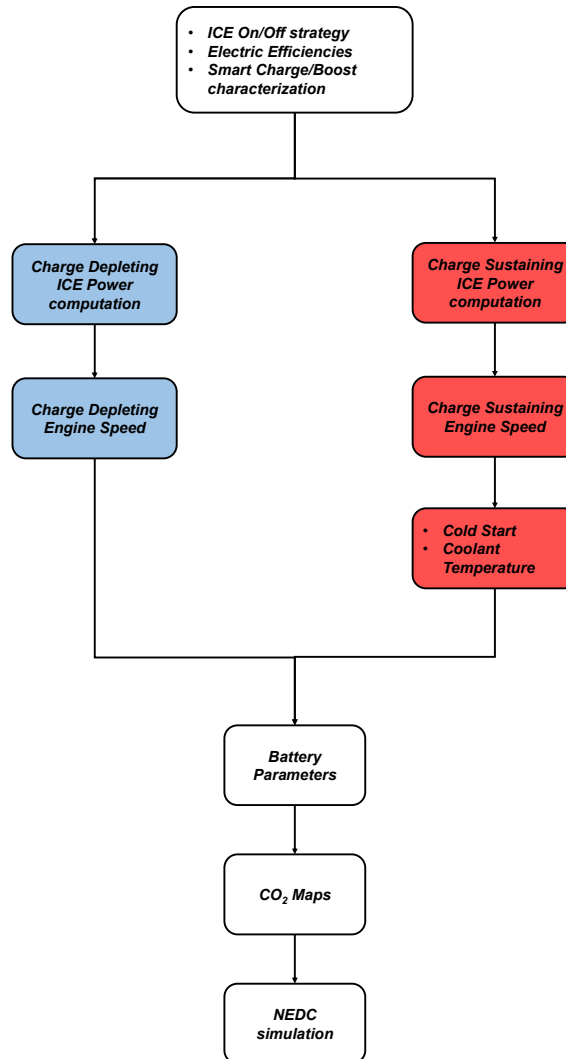 • ICE On/Off strategy
• Electric Efficiencies
• Smart Charge/Boost
characterization
Charge Depleting
ICE Power
computation
Charge Sustaining
ICE Power
computation
Charge Depleting
Engine Speed
Charge Sustaining
Engine Speed
• Cold Start
• Coolant
Temperature
Battery
Parameters
CO₂ Maps
NEDC
simulation